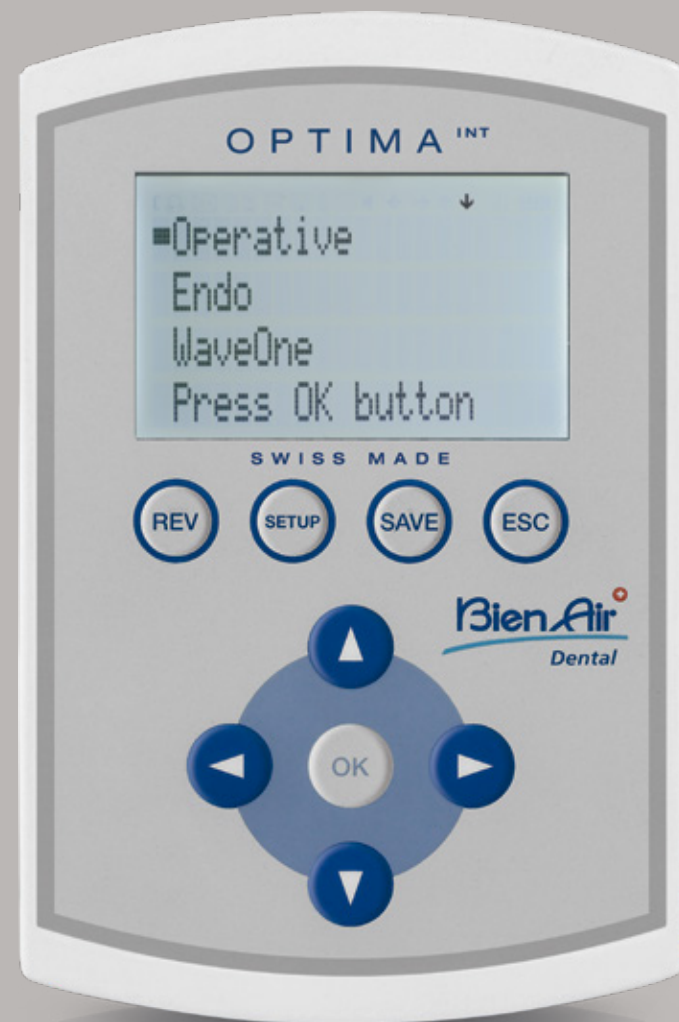 OPTIMA INT
Operative
Endo
WaveOne
Press OK button
SWISS MADE
REV SETUP SAVE ESC
Bien Air
Dental
OK